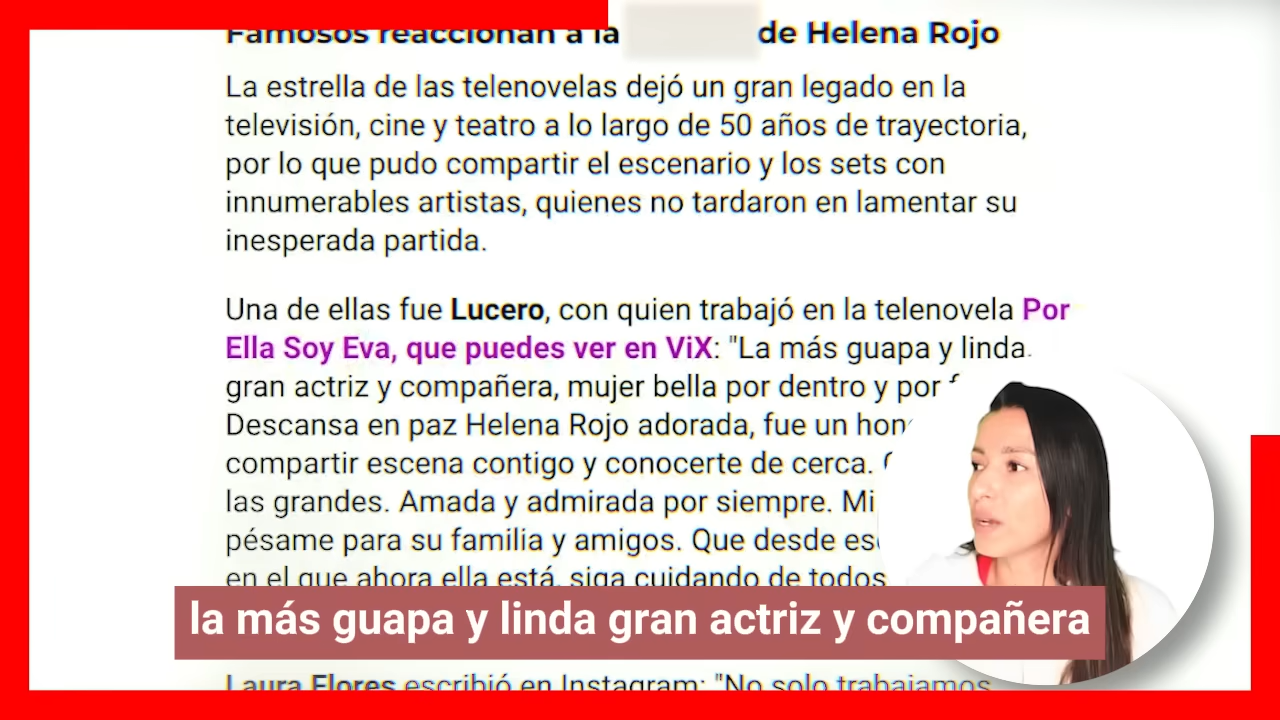 Famosos reaccionan a la de Helena Rojo
La estrella de las telenovelas dejó un gran legado en la
televisión, cine y teatro a lo largo de 50 años de trayectoria,
por lo que pudo compartir el escenario y los sets con
innumerables artistas, quienes no tardaron en lamentar su
inesperada partida.
Una de ellas fue Lucero, con quien trabajó en la telenovela Por
Ella Soy Eva, que puedes ver en ViX: "La más guapa y linda
gran actriz y compañera, mujer bella por dentro y por
Descansa en paz Helena Rojo adorada, fue un
compartir escena contigo y conocerte de cerca.
las grandes. Amada y admirada por siempre. Mi
pésame para su familia y amigos. Que desde
en el que ahora ella está, siga cuidando de todos
la más guapa y linda gran actriz y compañera
Laura Flores escribió en Instagram: "No solo trabajamos